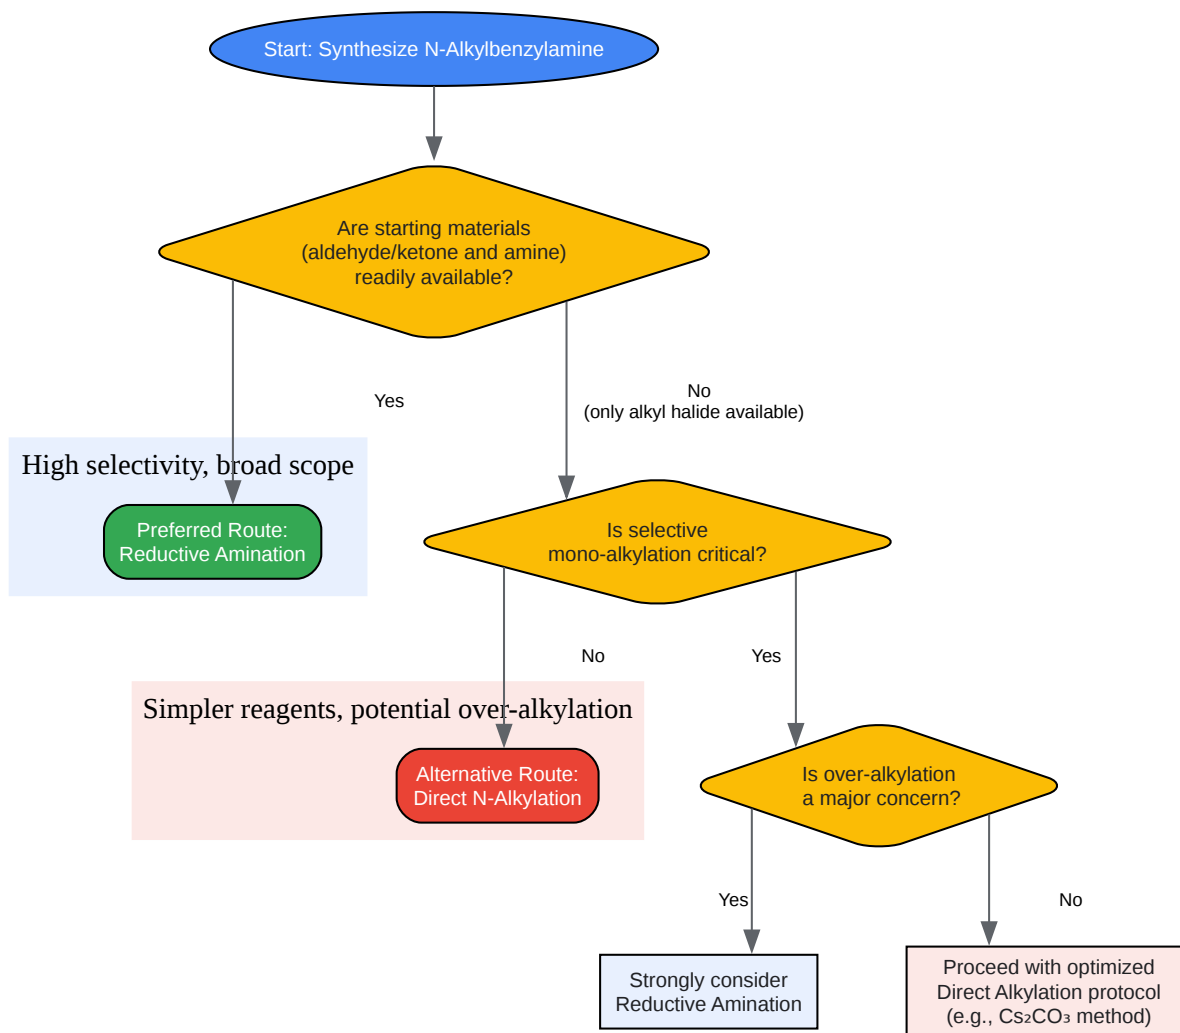 Start: Synthesize N-Alkylbenzylamine
Are starting materials
(aldehyde/ketone and amine)
readily available?
Yes
No
(only alkyl halide available)
High selectivity, broad scope
Preferred Route:
Reductive Amination
Is selective
mono-alkylation critical?
No
Yes
Simpler reagents, potential over-alkylation
Alternative Route:
Direct N-Alkylation
Is over-alkylation
a major concern?
Yes
No
Strongly consider
Reductive Amination
Proceed with optimized
Direct Alkylation protocol
(e.g., Cs₂CO₃ method)